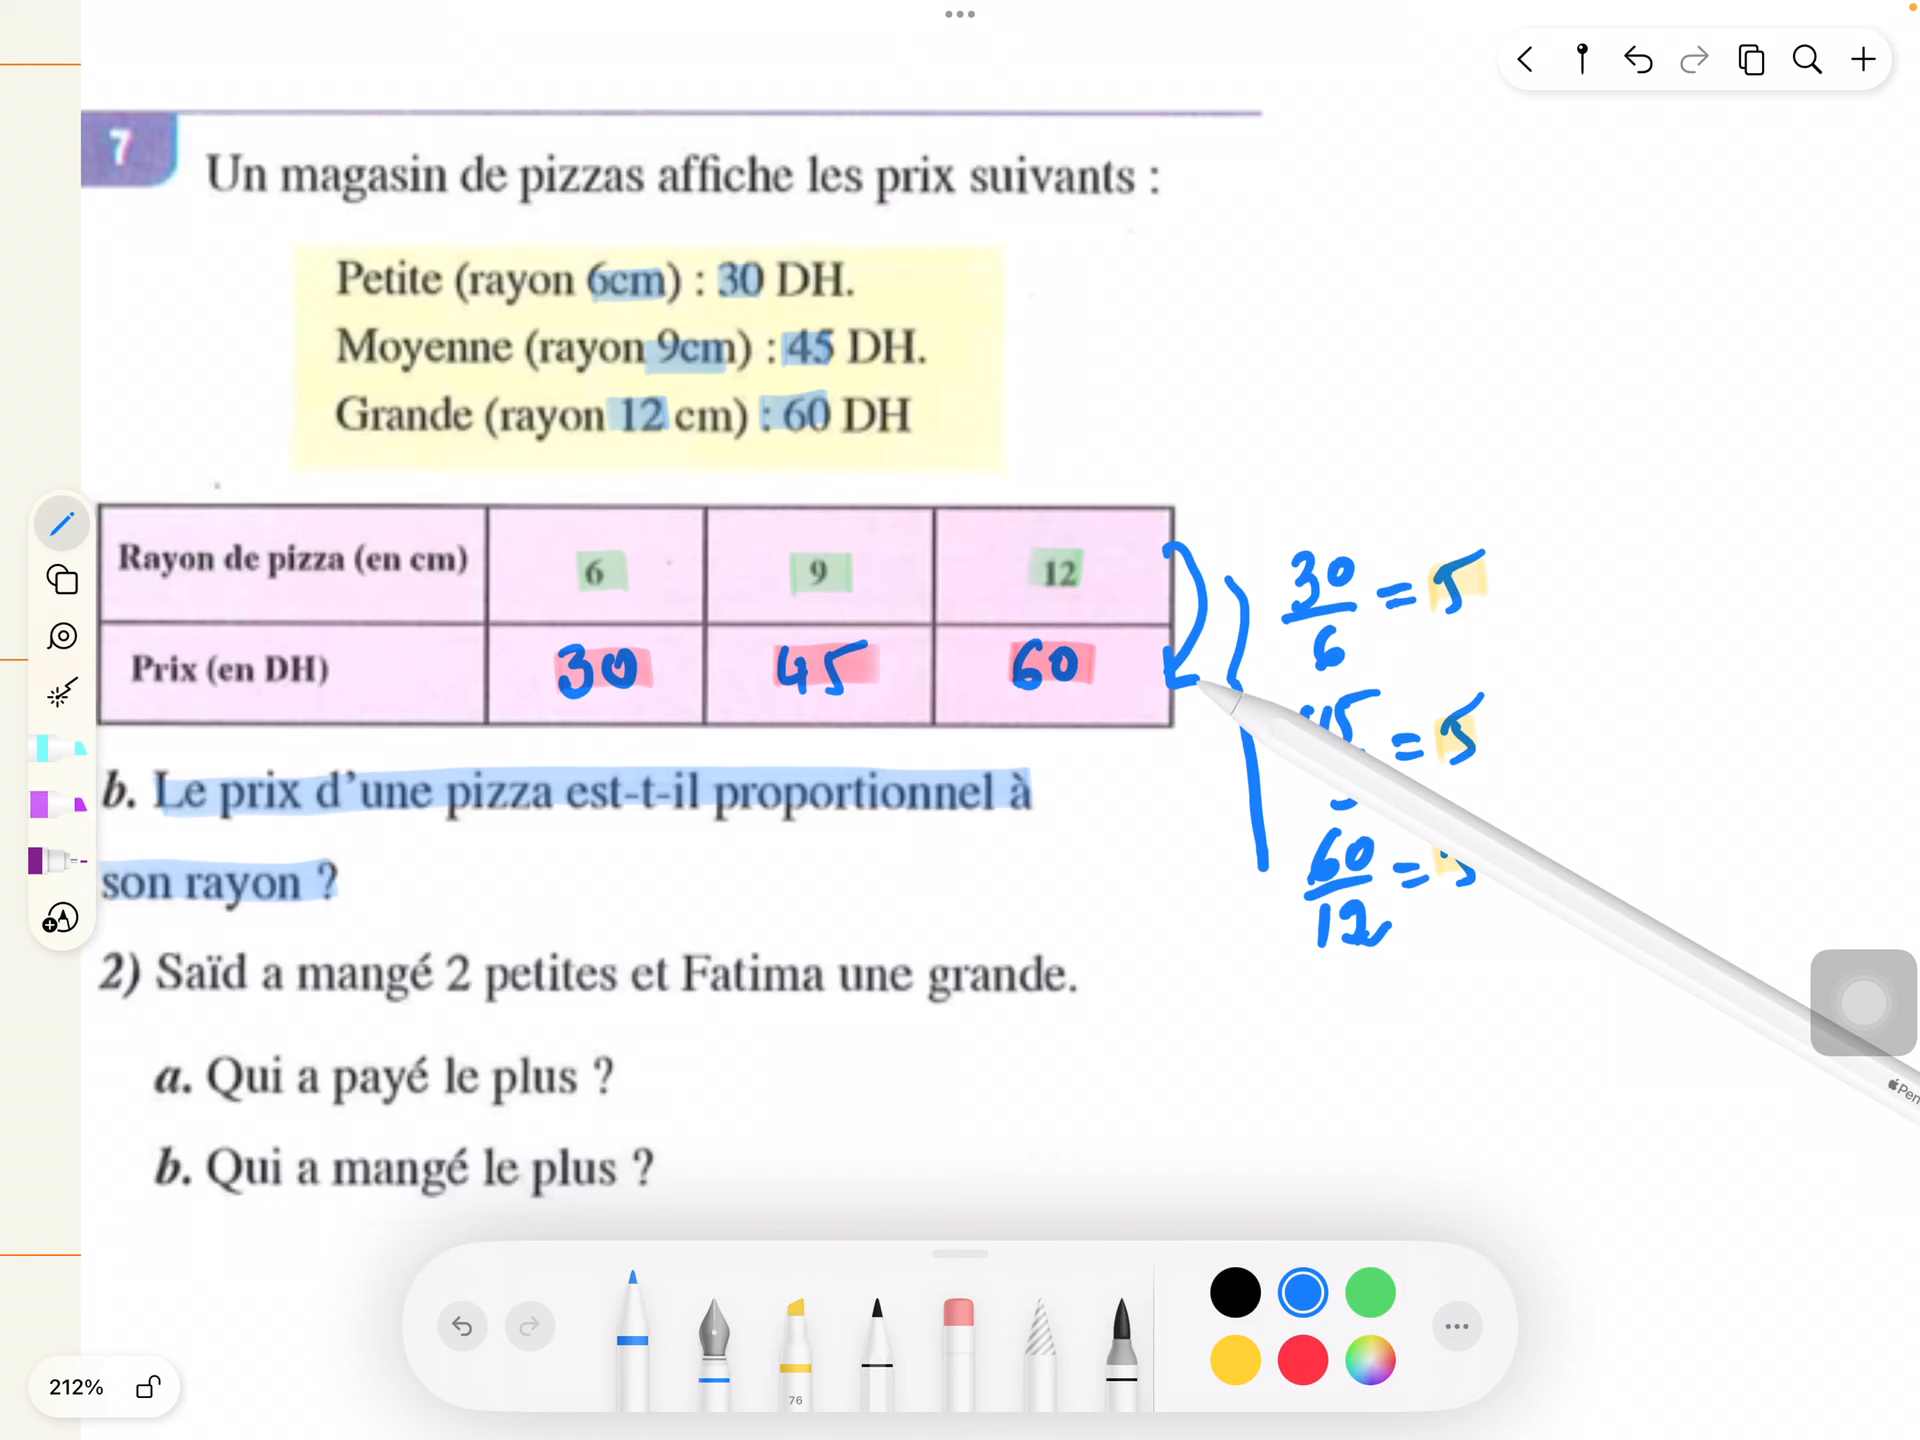 7
Un magasin de pizzas affiche les prix suivants :
Petite (rayon 6cm) : 30 DH.
Moyenne (rayon 9cm) : 45 DH.
Grande (rayon 12 cm) : 60 DH
Rayon de pizza (en cm) 6 9 12
Prix (en DH) 30 45 60
30/6 = 5
= 5
60/12 =
b. Le prix d'une pizza est-t-il proportionnel à
son rayon ?
2) Saïd a mangé 2 petites et Fatima une grande.
a. Qui a payé le plus ?
b. Qui a mangé le plus ?
76
212%